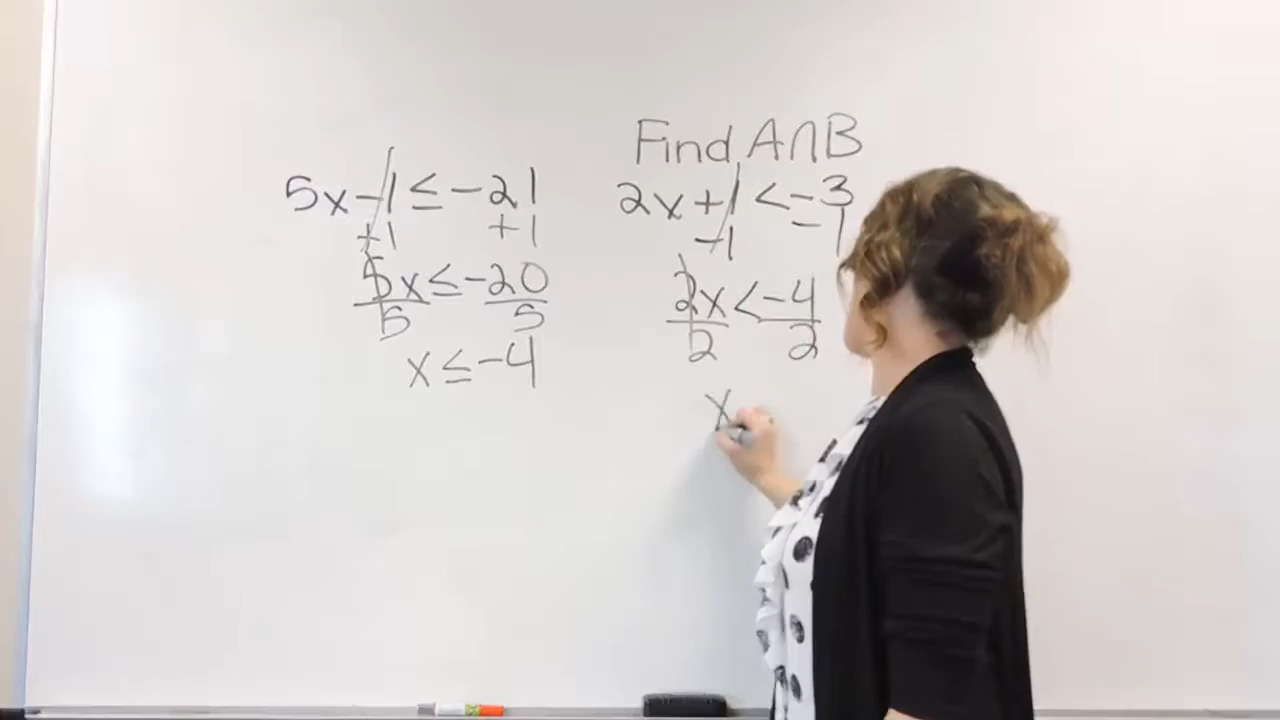 Find A∩B
5x -1 ≤ -21
+1 +1
5x ≤ -20
5 5
x ≤ -4
2x +1 < -3
-1 -1
2x < -4
2 2
x